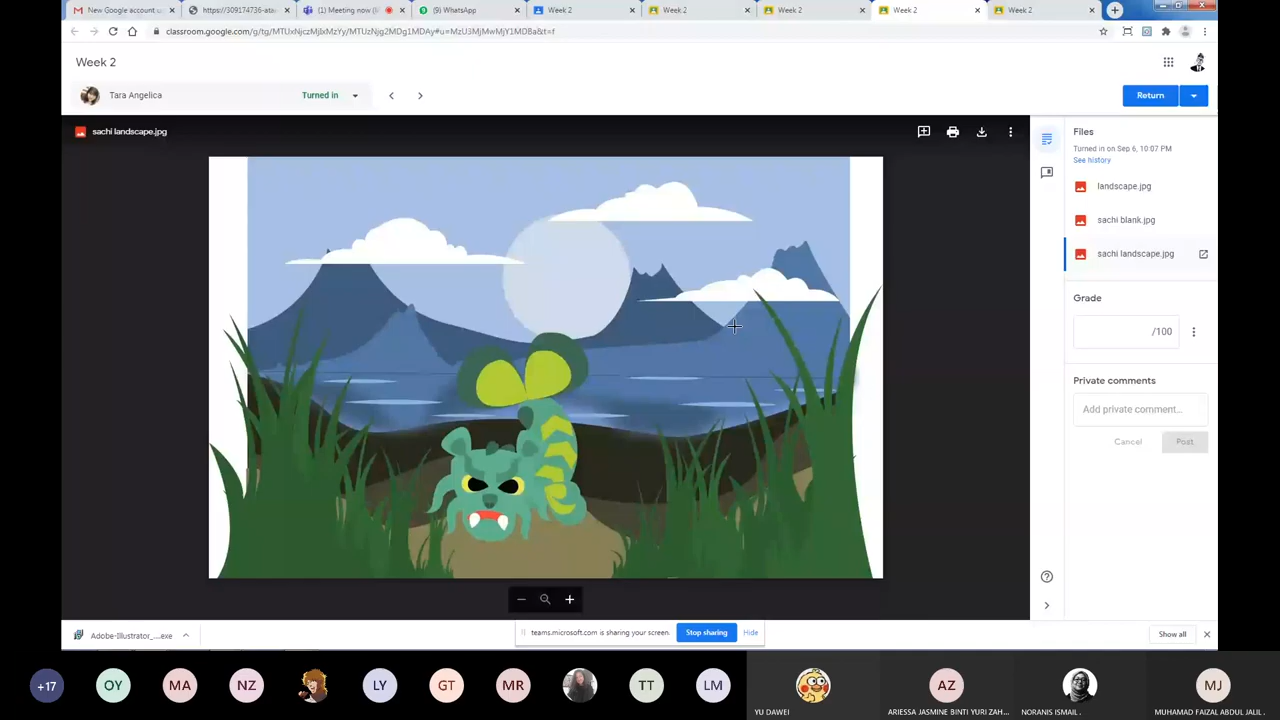 New Google account u
https://309174736-atar
(1) Meeting now (I
(9) WhatsApp
Week 2
Week 2
Week 2
Week 2
Week 2
classroom.google.com/g/tg/
Week 2
Tara Angelica
Turned in
Return
sachi landscape.jpg
Files
Turned in on Sep 6, 10:07 PM
See history
landscape.jpg
sachi blank.jpg
sachi landscape.jpg
Grade
/100
Private comments
Add private comment...
Cancel
Post
Adobe-Illustrator_....exe
teams.microsoft.com is sharing your screen.
Stop sharing
Hide
Show all
+17
OY
MA
NZ
LY
GT
MR
TT
LM
AZ
MJ
YU DAWEI
ARIESSA JASMINE BINTI YURI ZAH...
NORANIS ISMAIL .
MUHAMAD FAIZAL ABDUL JALIL .